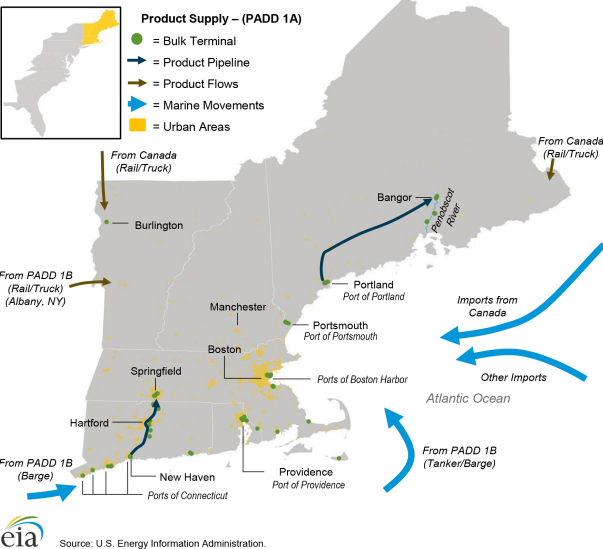 Product Supply – (PADD 1A)
= Bulk Terminal
= Product Pipeline
= Product Flows
= Marine Movements
= Urban Areas
From Canada
(Rail/Truck)
From Canada
(Rail/Truck)
Bangor
Penobscot
River
Burlington
From PADD 1B
(Rail/Truck)
(Albany, NY)
Portland
Port of Portland
Manchester
Imports from
Canada
Portsmouth
Port of Portsmouth
Boston
Springfield
Ports of Boston Harbor
Other Imports
Atlantic Ocean
Hartford
From PADD 1B
(Tanker/Barge)
From PADD 1B
(Barge)
New Haven
Providence
Port of Providence
Ports of Connecticut
eia
Source: U.S. Energy Information Administration.